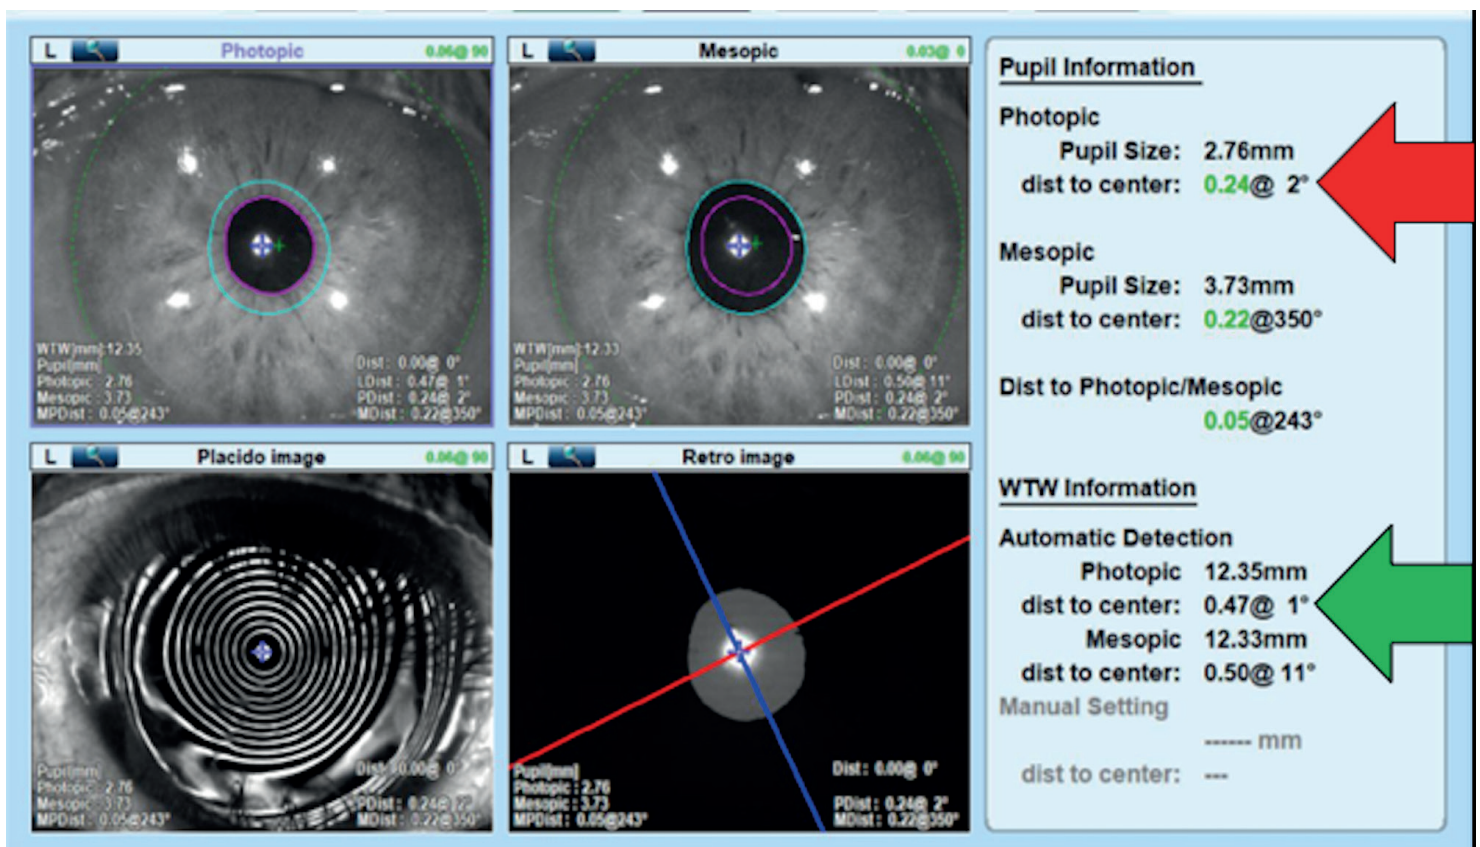 L Photopic 0.06@ 90
WTW[mm]:12.35
Pupil[mm]
Photopic : 2.76
Mesopic : 3.73
MPDist : 0.05@243°
Dist : 0.00@ 0°
LDist : 0.47@ 1°
PDist : 0.24@ 2°
MDist : 0.22@350°
L Mesopic 0.03@ 0
WTW[mm]:12.33
Pupil[mm]
Photopic : 2.76
Mesopic : 3.73
MPDist : 0.05@243°
Dist : 0.00@ 0°
LDist : 0.50@ 11°
PDist : 0.24@ 2°
MDist : 0.22@350°
L Placido image 0.06@ 90
Pupil[mm]
Photopic : 2.76
Mesopic : 3.73
MPDist : 0.05@243°
Dist : 0.00@ 0°
PDist : 0.24@ 2°
MDist : 0.22@350°
L Retro image 0.06@ 90
Pupil[mm]
Photopic : 2.76
Mesopic : 3.73
MPDist : 0.05@243°
Dist : 0.00@ 0°
PDist : 0.24@ 2°
MDist : 0.22@350°
Pupil Information
Photopic
Pupil Size: 2.76mm
dist to center: 0.24@ 2°
Mesopic
Pupil Size: 3.73mm
dist to center: 0.22@350°
Dist to Photopic/Mesopic
0.05@243°
WTW Information
Automatic Detection
Photopic 12.35mm
dist to center: 0.47@ 1°
Mesopic 12.33mm
dist to center: 0.50@ 11°
Manual Setting
------ mm
dist to center: ---